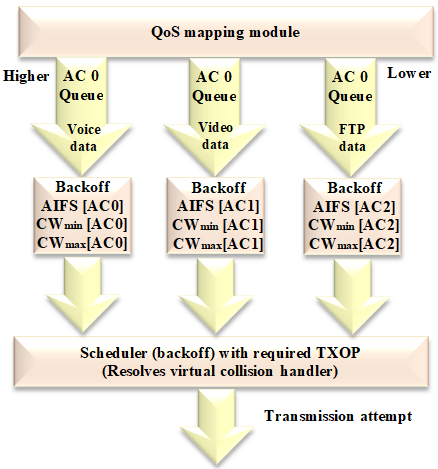 QoS mapping module
Higher
Lower
AC 0
Queue
Voice
data
AC 0
Queue
Video
data
AC 0
Queue
FTP
data
Backoff
AIFS [AC0]
CWmin [AC0]
CWmax[AC0]
Backoff
AIFS [AC1]
CWmin [AC1]
CWmax[AC1]
Backoff
AIFS [AC2]
CWmin [AC2]
CWmax[AC2]
Scheduler (backoff) with required TXOP
(Resolves virtual collision handler)
Transmission attempt